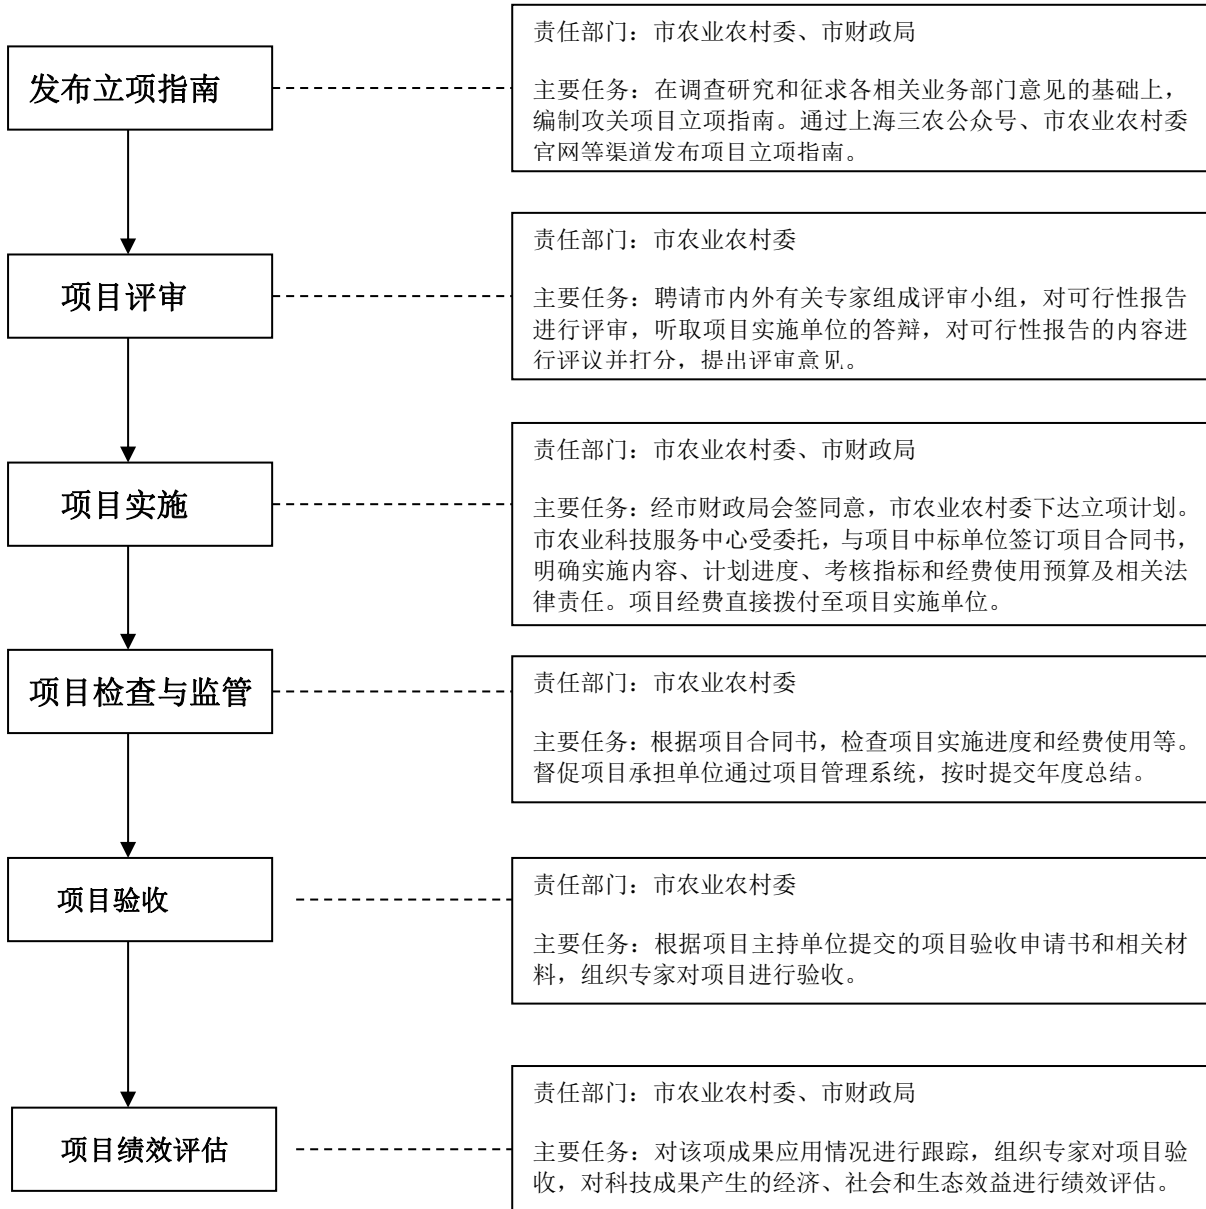 发布立项指南
责任部门：市农业农村委、市财政局
主要任务：在调查研究和征求各相关业务部门意见的基础上，
编制攻关项目立项指南。通过上海三农公众号、市农业农村委
官网等渠道发布项目立项指南。
项目评审
责任部门：市农业农村委
主要任务：聘请市内外有关专家组成评审小组，对可行性报告
进行评审，听取项目实施单位的答辩，对可行性报告的内容进
行评议并打分，提出评审意见。
项目实施
责任部门：市农业农村委、市财政局
主要任务：经市财政局会签同意，市农业农村委下达立项计划。
市农业科技服务中心受委托，与项目中标单位签订项目合同书，
明确实施内容、计划进度、考核指标和经费使用预算及相关法
律责任。项目经费直接拨付至项目实施单位。
项目检查与监管
责任部门：市农业农村委
主要任务：根据项目合同书，检查项目实施进度和经费使用等。
督促项目承担单位通过项目管理系统，按时提交年度总结。
项目验收
责任部门：市农业农村委
主要任务：根据项目主持单位提交的项目验收申请书和相关材
料，组织专家对项目进行验收。
项目绩效评估
责任部门：市农业农村委、市财政局
主要任务：对该项成果应用情况进行跟踪，组织专家对项目验
收，对科技成果产生的经济、社会和生态效益进行绩效评估。